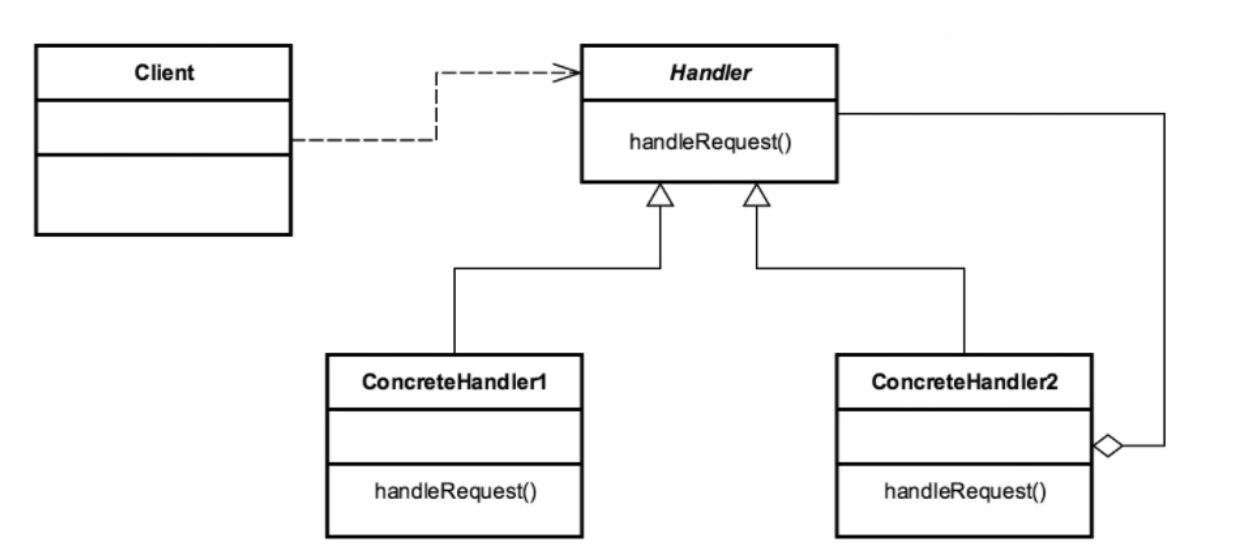 Client
Handler
handleRequest()
ConcreteHandler1
handleRequest()
ConcreteHandler2
handleRequest()